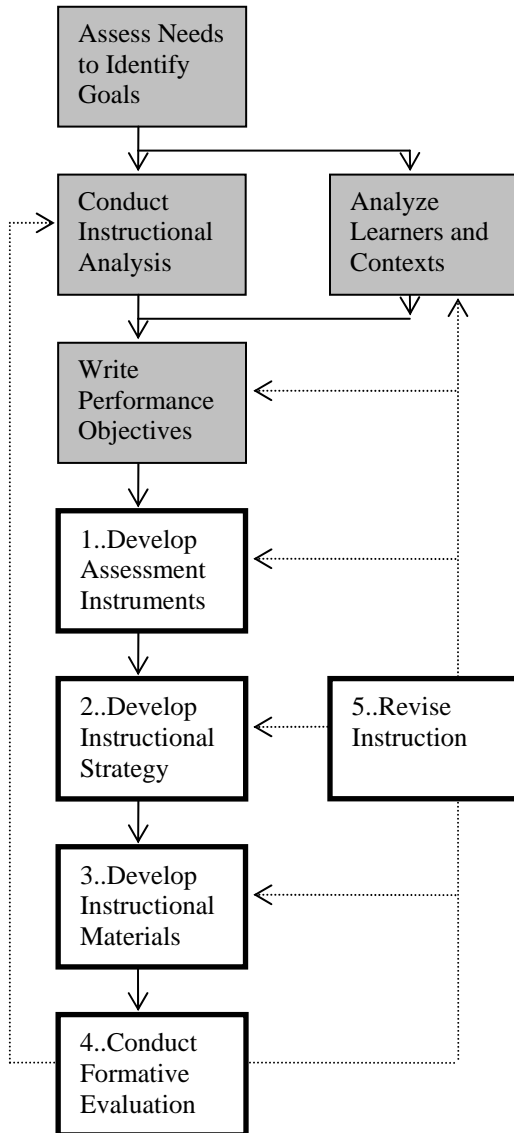 Assess Needs
to Identify
Goals
Conduct
Instructional
Analysis
Analyze
Learners and
Contexts
Write
Performance
Objectives
1..Develop
Assessment
Instruments
2..Develop
Instructional
Strategy
5..Revise
Instruction
3..Develop
Instructional
Materials
4..Conduct
Formative
Evaluation